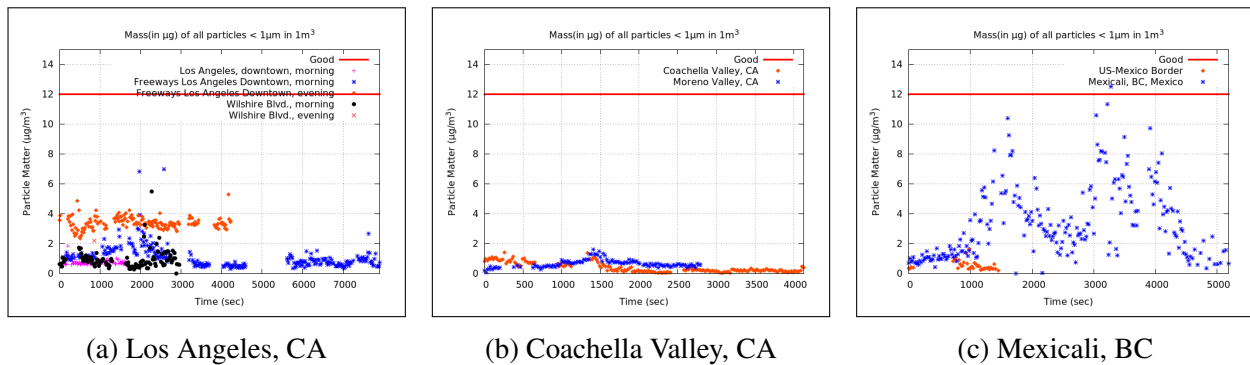 Mass(in μg) of all particles < 1μm in 1m³
Particle Matter (μg/m³)
16
14
12
10
8
6
4
2
0
Good
Los Angeles, downtown, morning
Freeways Los Angeles Downtown, morning
Freeways Los Angeles Downtown, evening
Wilshire Blvd., morning
Wilshire Blvd., evening
0 1000 2000 3000 4000 5000 6000 7000
Time (sec)
(a) Los Angeles, CA
Mass(in μg) of all particles < 1μm in 1m³
Particle Matter (μg/m³)
16
14
12
10
8
6
4
2
0
Good
Coachella Valley, CA
Moreno Valley, CA
0 500 1000 1500 2000 2500 3000 3500 4000
Time (sec)
(b) Coachella Valley, CA
Mass(in μg) of all particles < 1μm in 1m³
Particle Matter (μg/m³)
16
14
12
10
8
6
4
2
0
Good
US-Mexico Border
Mexicali, BC, Mexico
0 1000 2000 3000 4000 5000
Time (sec)
(c) Mexicali, BC